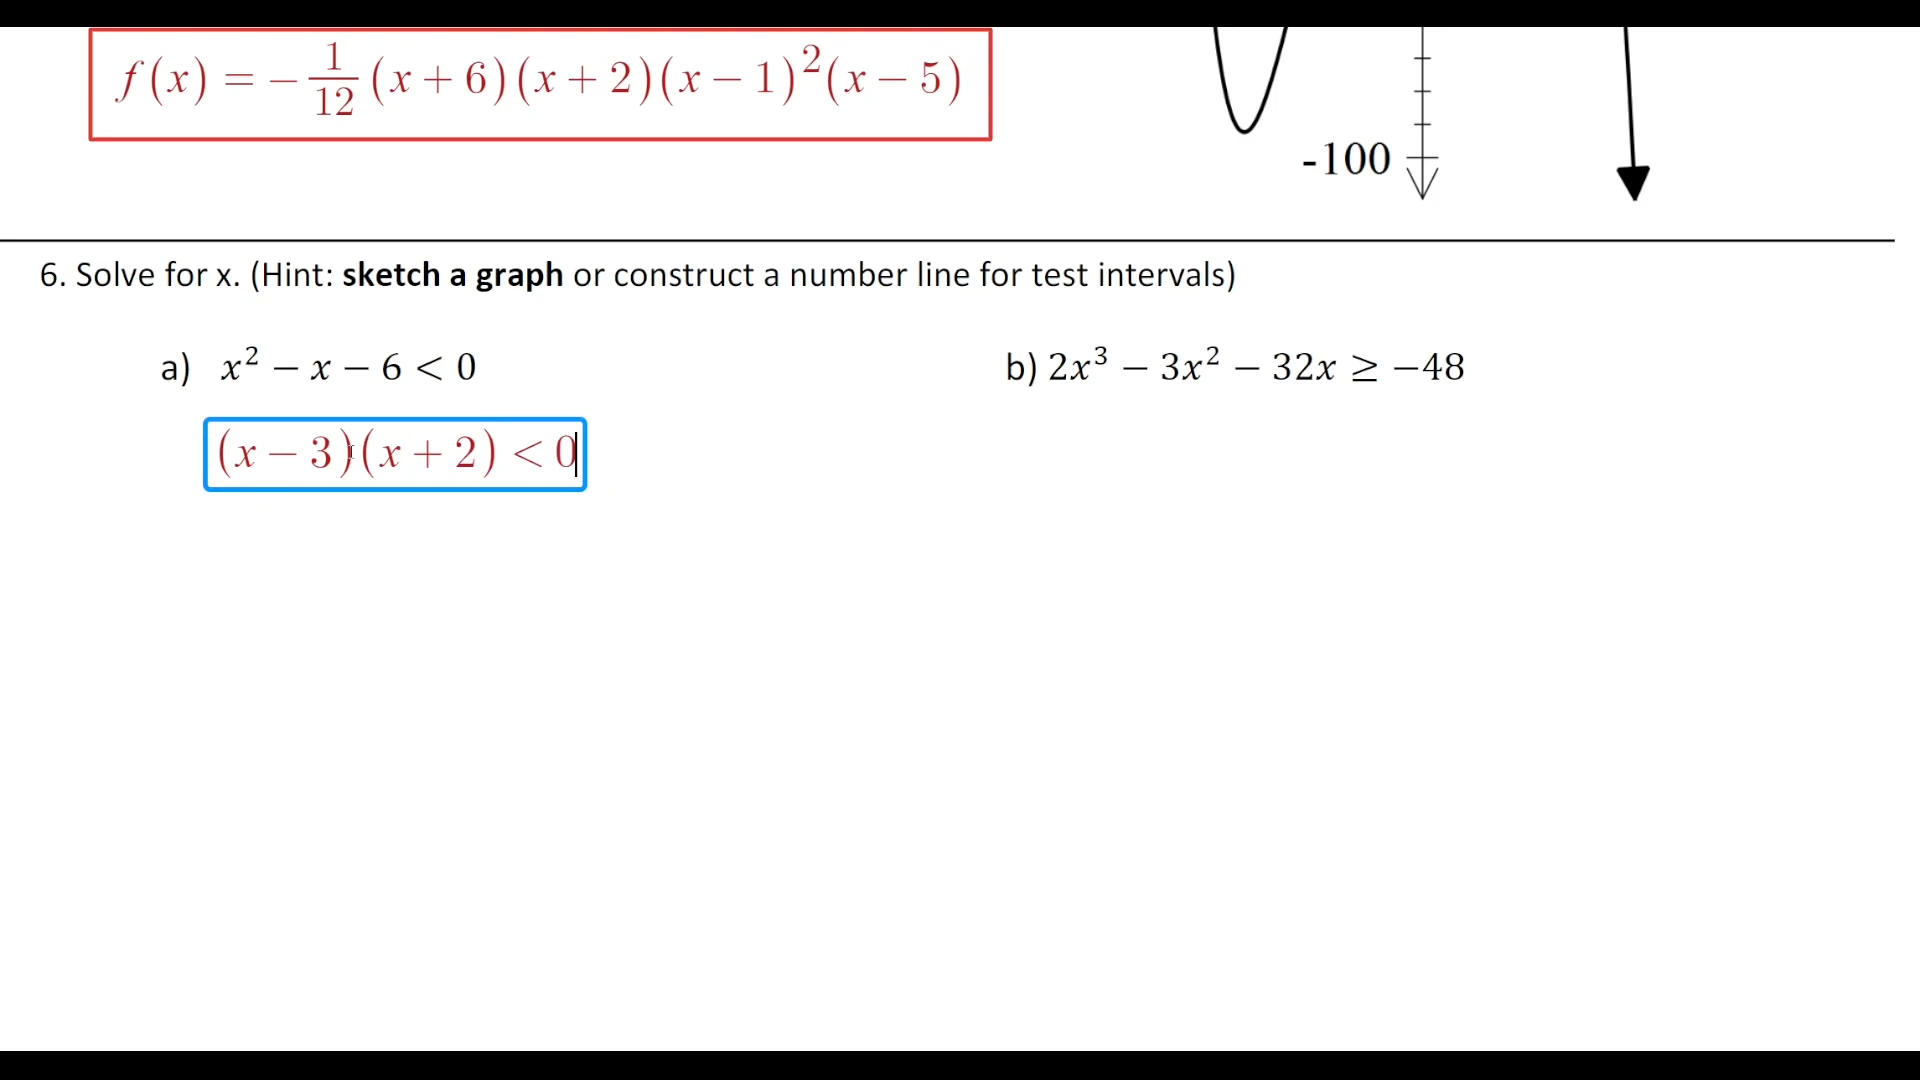 f(x) = −1/12(x + 6)(x + 2)(x − 1)²(x − 5)
-100
6. Solve for x. (Hint: sketch a graph or construct a number line for test intervals)
a) x² − x − 6 < 0
b) 2x³ − 3x² − 32x ≥ −48
(x − 3)(x + 2) < 0